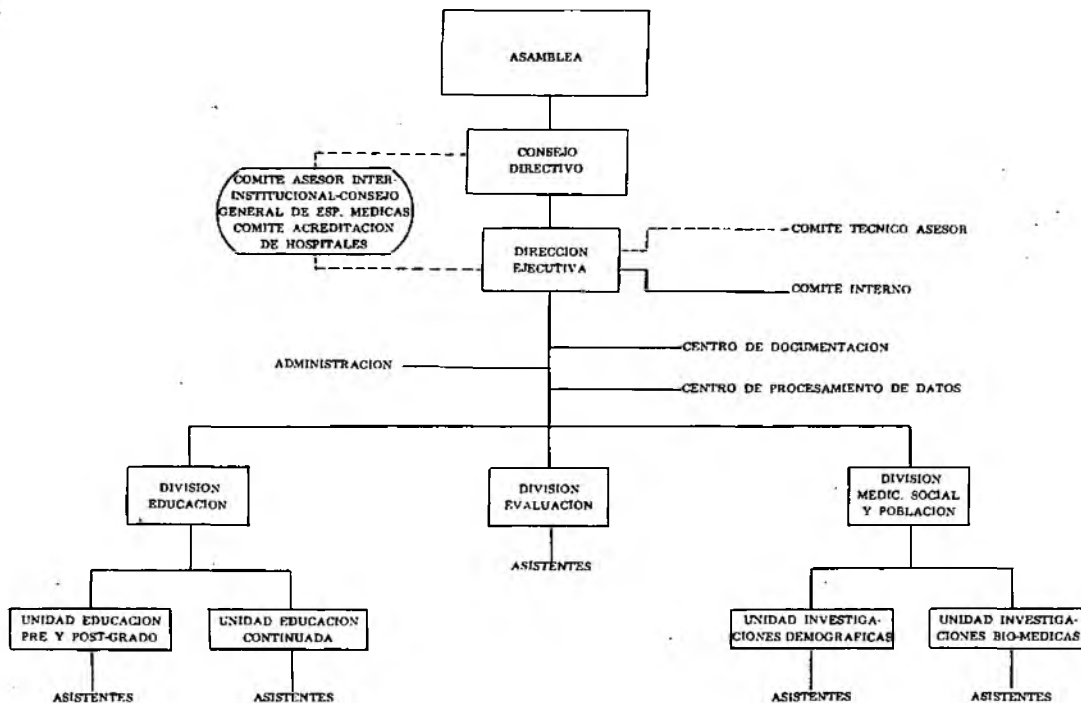 ASAMBLEA
CONSEJO
DIRECTIVO
COMITE ASESOR INTER-
INSTITUCIONAL-CONSEJO
GENERAL DE ESP. MEDICAS
COMITE ACREDITACION
DE HOSPITALES
DIRECCION
EJECUTIVA
COMITE TECNICO ASESOR
COMITE INTERNO
CENTRO DE DOCUMENTACION
ADMINISTRACION
CENTRO DE PROCESAMIENTO DE DATOS
DIVISION
EDUCACION
DIVISION
EVALUACION
DIVISION
MEDIC. SOCIAL
Y POBLACION
ASISTENTES
UNIDAD EDUCACION
PRE Y POST-GRADO
UNIDAD EDUCACION
CONTINUADA
UNIDAD INVESTIGA-
CIONES DEMOGRAFICAS
UNIDAD INVESTIGA-
CIONES BIO-MEDICAS
ASISTENTES
ASISTENTES
ASISTENTES
ASISTENTES